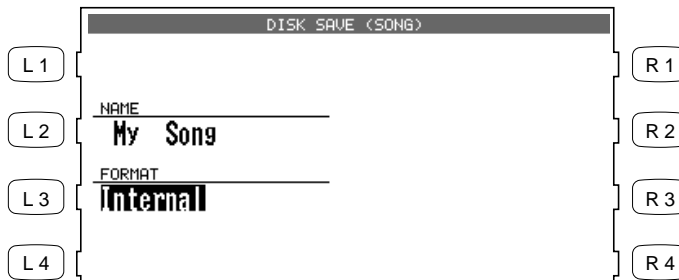 DISK SAVE (SONG)
L 1
R 1
NAME
L 2
My Song
R 2
FORMAT
L 3
Internal
R 3
L 4
R 4